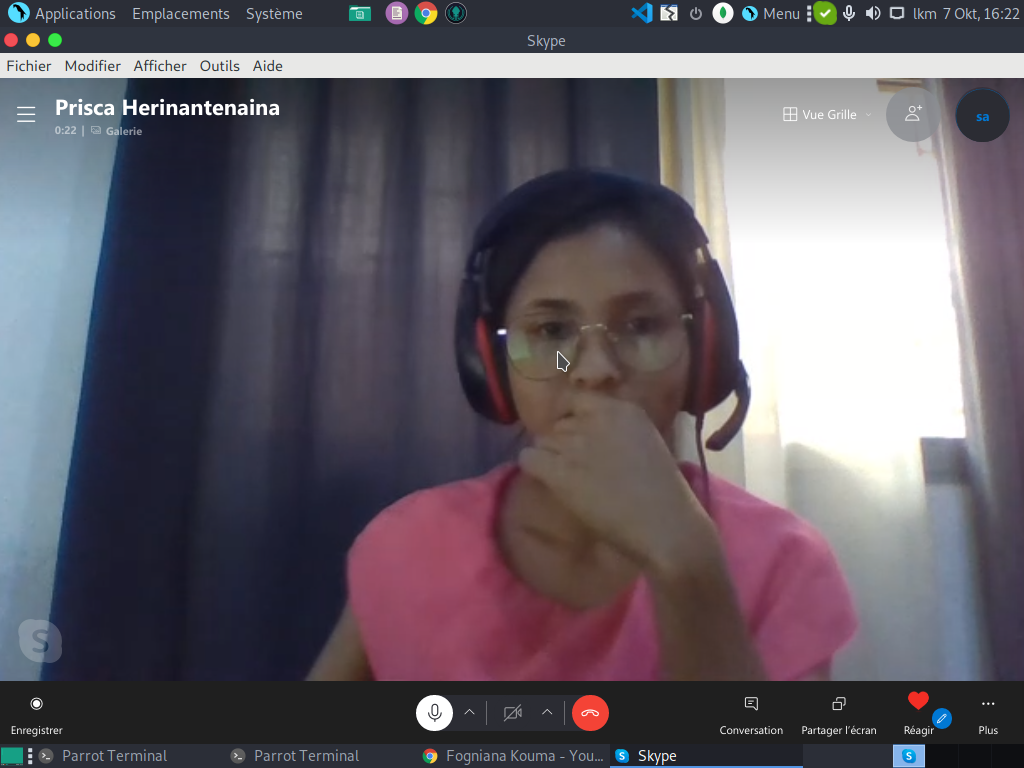 Applications Emplacements Système Menu lkm 7 Okt, 16:22
Skype
Fichier Modifier Afficher Outils Aide
Prisca Herinantenaina
0:22 | Galerie
Vue Grille
sa
S
Enregistrer
Conversation
Partager l'écran
Réagir
Plus
Parrot Terminal
Parrot Terminal
Fogniana Kouma - You...
S
Skype
S